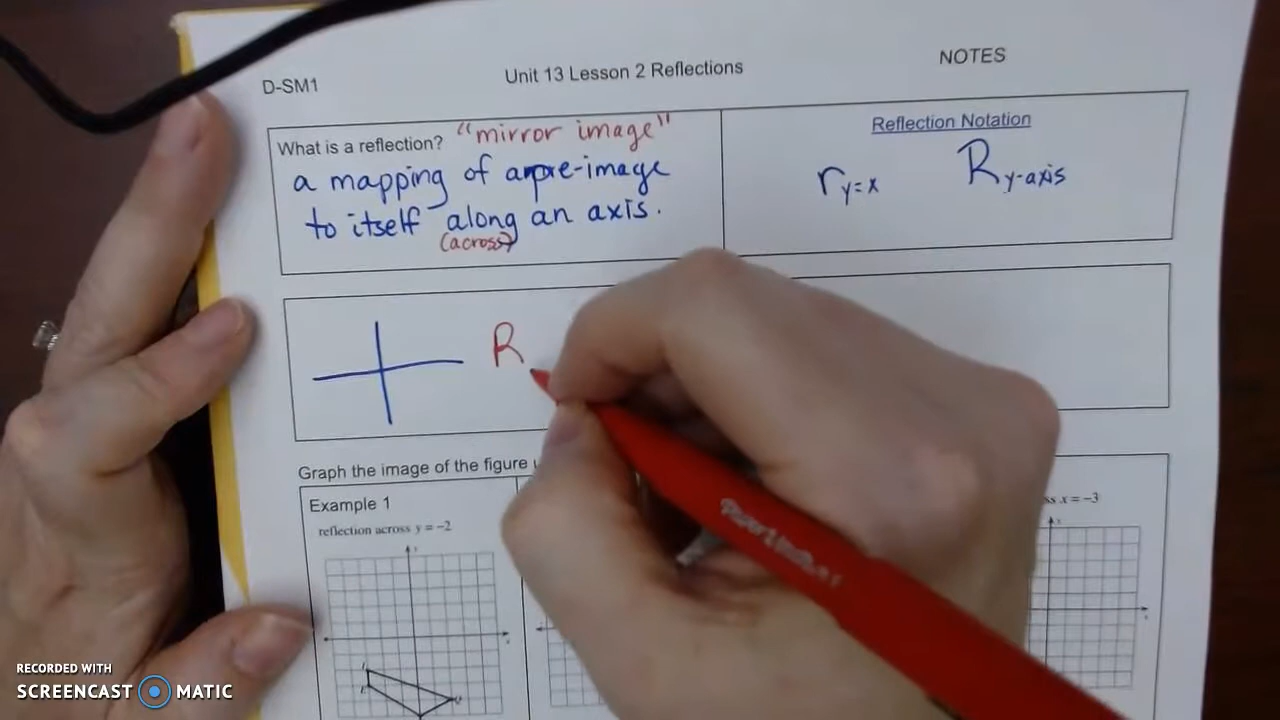 D-SM1
Unit 13 Lesson 2 Reflections
NOTES
What is a reflection? "mirror image"
a mapping of a pre-image
to itself along an axis.
(across)
Reflection Notation
r y=x
R y-axis
R
Graph the image of the figure
Example 1
reflection across y = −2
x = −3
RECORDED WITH
SCREENCAST MATIC